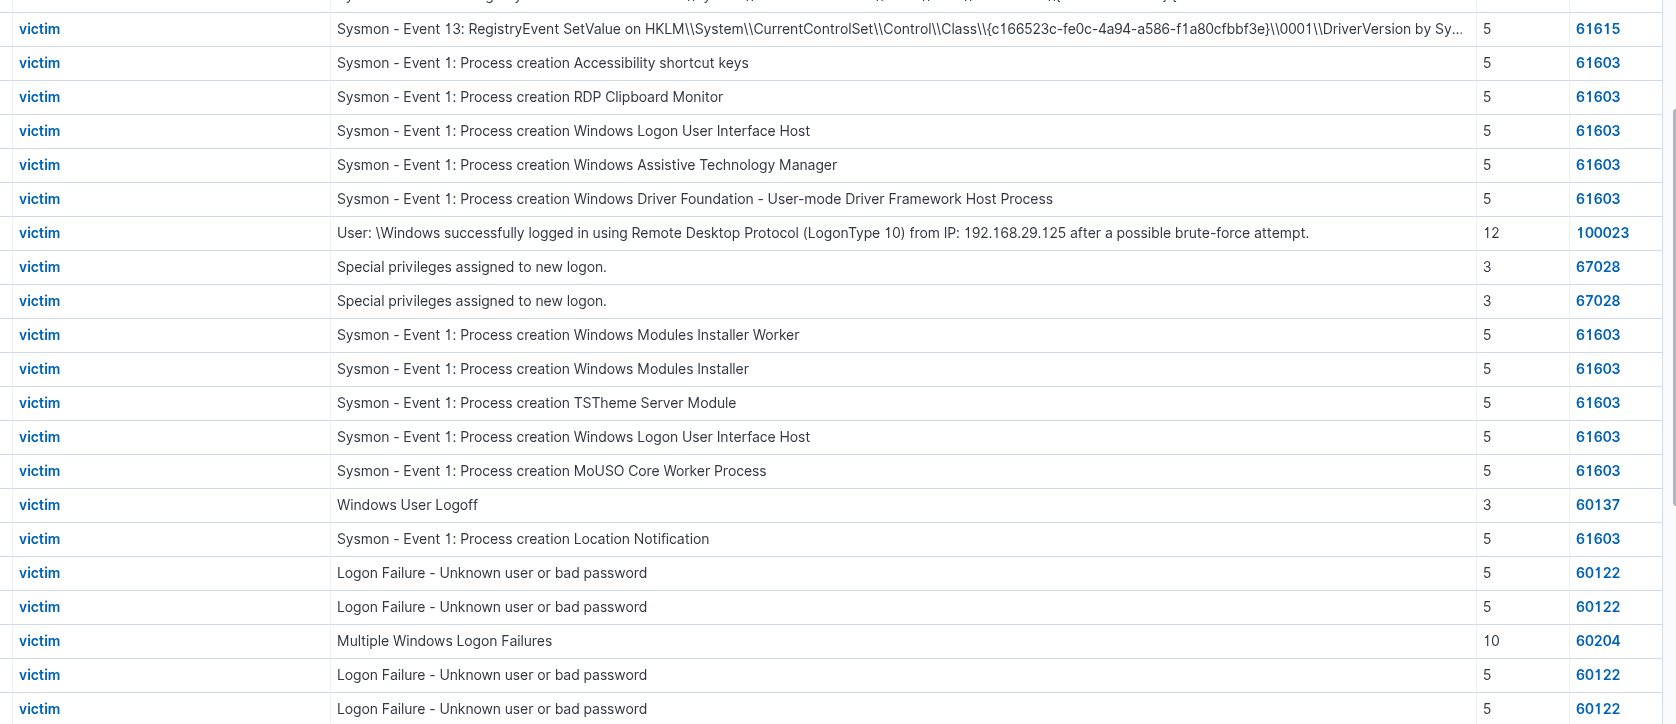 victim Sysmon - Event 13: RegistryEvent SetValue on HKLM\\System\\CurrentControlSet\\Control\\Class\\{c166523c-fe0c-4a94-a586-f1a80cfbbf3e}\\0001\\DriverVersion by Sy... 5 61615
victim Sysmon - Event 1: Process creation Accessibility shortcut keys 5 61603
victim Sysmon - Event 1: Process creation RDP Clipboard Monitor 5 61603
victim Sysmon - Event 1: Process creation Windows Logon User Interface Host 5 61603
victim Sysmon - Event 1: Process creation Windows Assistive Technology Manager 5 61603
victim Sysmon - Event 1: Process creation Windows Driver Foundation - User-mode Driver Framework Host Process 5 61603
victim User: \Windows successfully logged in using Remote Desktop Protocol (LogonType 10) from IP: 192.168.29.125 after a possible brute-force attempt. 12 100023
victim Special privileges assigned to new logon. 3 67028
victim Special privileges assigned to new logon. 3 67028
victim Sysmon - Event 1: Process creation Windows Modules Installer Worker 5 61603
victim Sysmon - Event 1: Process creation Windows Modules Installer 5 61603
victim Sysmon - Event 1: Process creation TSTheme Server Module 5 61603
victim Sysmon - Event 1: Process creation Windows Logon User Interface Host 5 61603
victim Sysmon - Event 1: Process creation MoUSO Core Worker Process 5 61603
victim Windows User Logoff 3 60137
victim Sysmon - Event 1: Process creation Location Notification 5 61603
victim Logon Failure - Unknown user or bad password 5 60122
victim Logon Failure - Unknown user or bad password 5 60122
victim Multiple Windows Logon Failures 10 60204
victim Logon Failure - Unknown user or bad password 5 60122
victim Logon Failure - Unknown user or bad password 5 60122